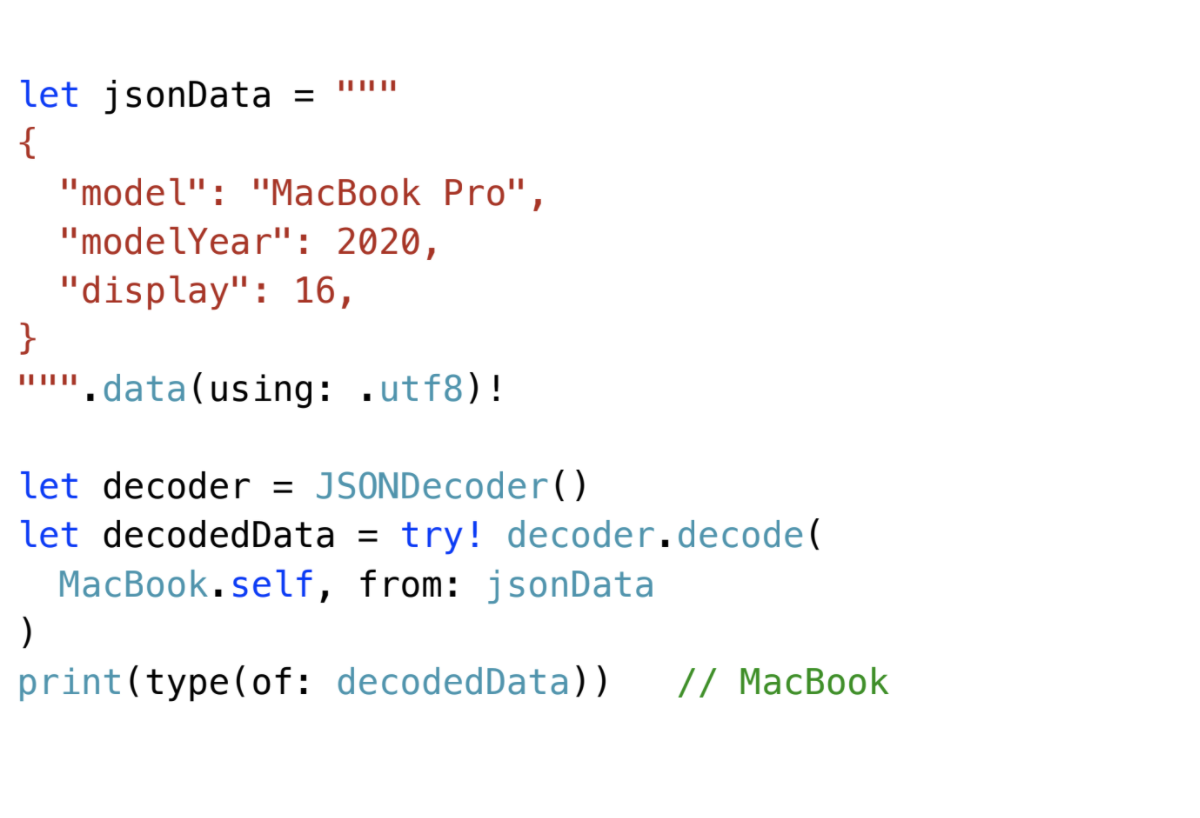 let jsonData = """
{
  "model": "MacBook Pro",
  "modelYear": 2020,
  "display": 16,
}
""".data(using: .utf8)!

let decoder = JSONDecoder()
let decodedData = try! decoder.decode(
  MacBook.self, from: jsonData
)
print(type(of: decodedData))   // MacBook